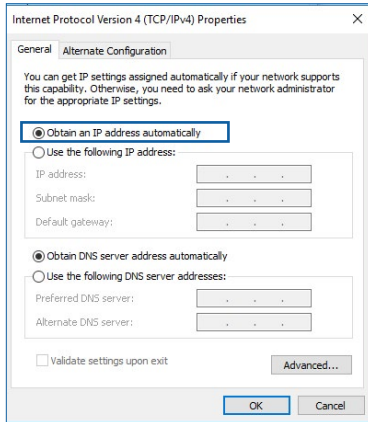 Internet Protocol Version 4 (TCP/IPv4) Properties
General
Alternate Configuration
You can get IP settings assigned automatically if your network supports
this capability. Otherwise, you need to ask your network administrator
for the appropriate IP settings.
Obtain an IP address automatically
Use the following IP address:
IP address:
Subnet mask:
Default gateway:
Obtain DNS server address automatically
Use the following DNS server addresses:
Preferred DNS server:
Alternate DNS server:
Validate settings upon exit
Advanced...
OK
Cancel